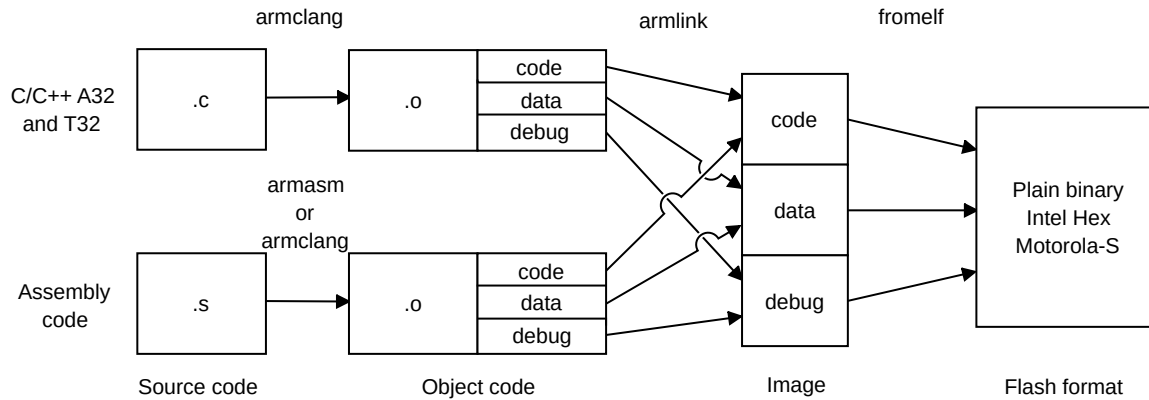 armclang
armlink
fromelf
C/C++ A32
and T32
.c
.o
code
data
debug
code
data
debug
Plain binary
Intel Hex
Motorola-S
armasm
or
armclang
Assembly
code
.s
.o
code
data
debug
Source code
Object code
Image
Flash format